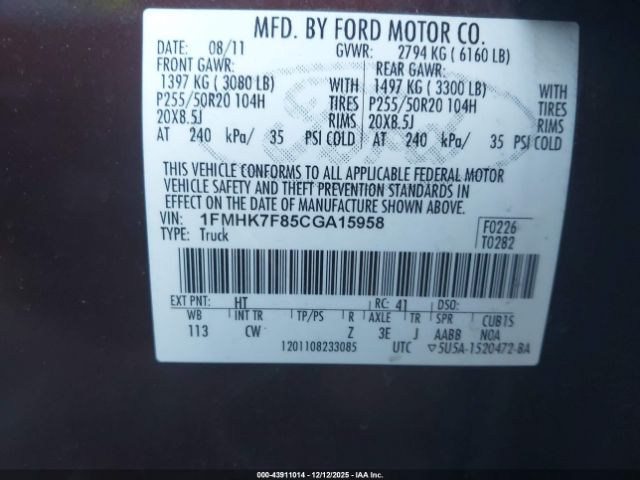 MFD. BY FORD MOTOR CO.
DATE: 08/11 GVWR: 2794 KG ( 6160 LB)
FRONT GAWR: REAR GAWR:
1397 KG ( 3080 LB) WITH 1497 KG ( 3300 LB) WITH
P255/50R20 104H TIRES P255/50R20 104H TIRES
20X8.5J RIMS 20X8.5J RIMS
AT 240 kPa/ 35 PSI COLD AT 240 kPa/ 35 PSI COLD
THIS VEHICLE CONFORMS TO ALL APPLICABLE FEDERAL MOTOR
VEHICLE SAFETY AND THEFT PREVENTION STANDARDS IN
EFFECT ON THE DATE OF MANUFACTURE SHOWN ABOVE.
VIN: 1FMHK7F85CGA15958 F0226
TYPE: Truck T0282
EXT PNT: HT RC: 41 DSO:
WB INT TR TP/PS R AXLE TR SPR CUB1S
113 CW Z 3E J AABB N0A
1201108233085 UTC ▽5U5A-1520472-BA
000-43911014 - 12/12/2025 - IAAI.COM